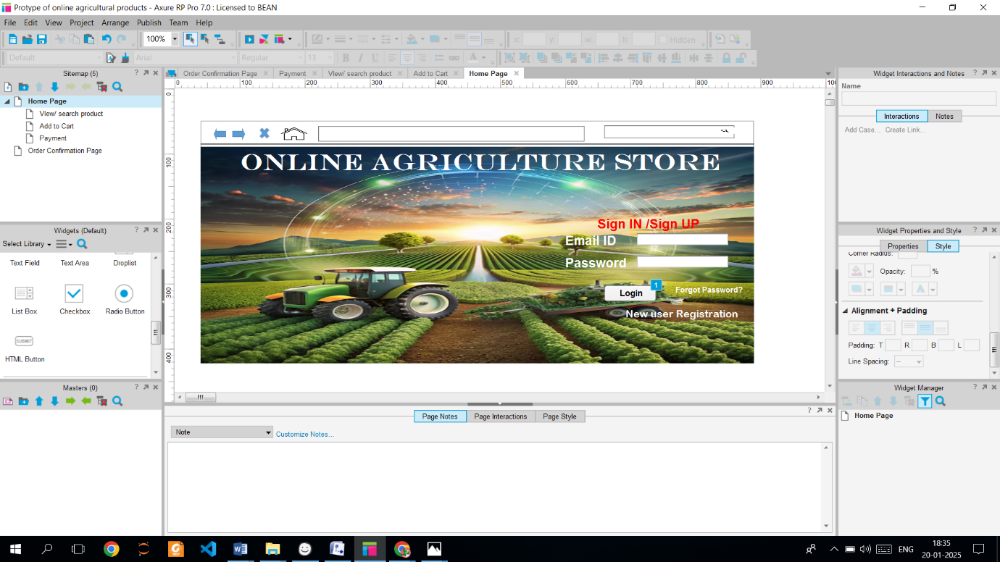 Protype of online agricultural products - Axure RP Pro 7.0 : Licensed to BEAN
File Edit View Project Arrange Publish Team Help
100% x: y: w: h: Hidden
Default Arial Regular 13 B I U A
Sitemap (5) ?
Home Page
VIew/ search product
Add to Cart
Payment
Order Confirmation Page
Widgets (Default) ?
Select Library
Text Field Text Area Droplist
List Box Checkbox Radio Button
SUBMIT
HTML Button
Masters (0) ?
Order Confirmation Page Payment VIew/ search product Add to Cart Home Page
0 100 200 300 400 500 600 700 800 900 100
0
100
200
300
400
ONLINE AGRICULTURE STORE
Sign IN /Sign UP
Email ID
Password
1
Login Forgot Password?
New user Registration
?
Page Notes Page Interactions Page Style
Note Customize Notes...
Widget Interactions and Notes ?
Name
Interactions Notes
Add Case... Create Link...
Widget Properties and Style ?
Properties Style
Corner Radius:
Opacity: %
A
Alignment + Padding
Padding: T R B L
Line Spacing: --
Widget Manager ?
Home Page
ENG
18:35
20-01-2025